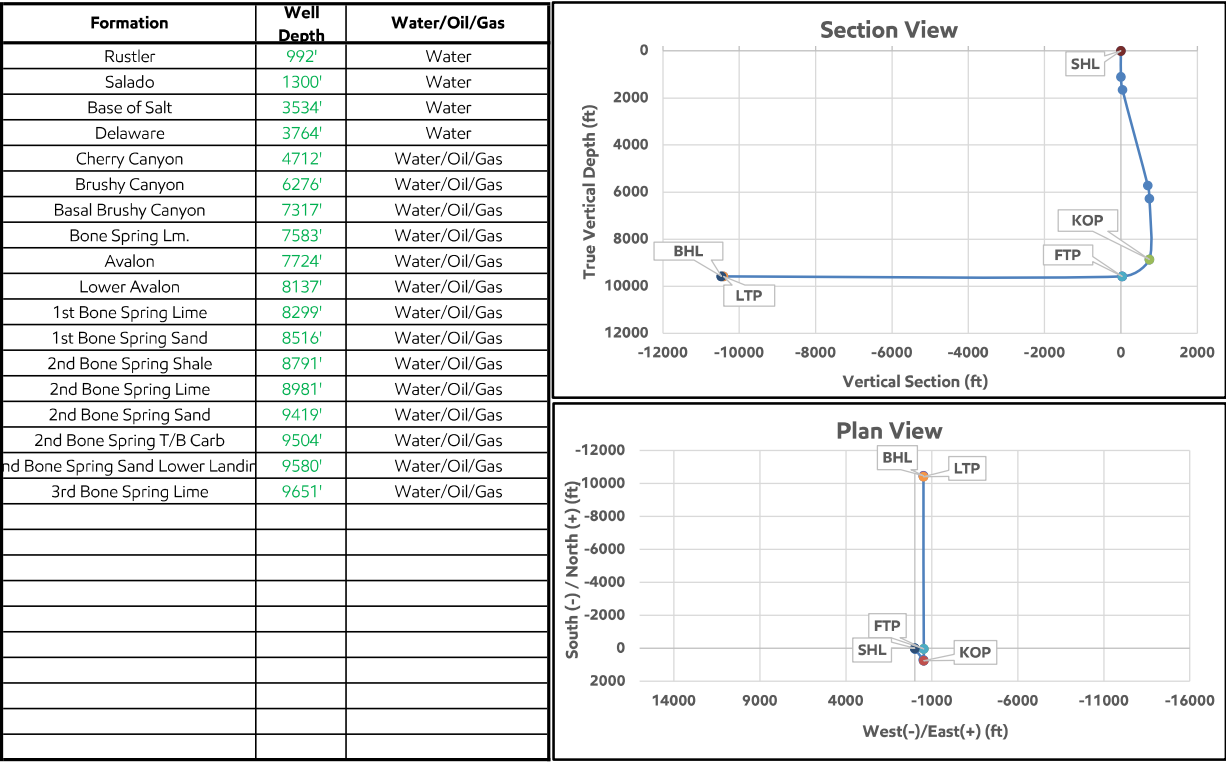 Formation Well Depth Water/Oil/Gas
Rustler 992' Water
Salado 1300' Water
Base of Salt 3534' Water
Delaware 3764' Water
Cherry Canyon 4712' Water/Oil/Gas
Brushy Canyon 6276' Water/Oil/Gas
Basal Brushy Canyon 7317' Water/Oil/Gas
Bone Spring Lm. 7583' Water/Oil/Gas
Avalon 7724' Water/Oil/Gas
Lower Avalon 8137' Water/Oil/Gas
1st Bone Spring Lime 8299' Water/Oil/Gas
1st Bone Spring Sand 8516' Water/Oil/Gas
2nd Bone Spring Shale 8791' Water/Oil/Gas
2nd Bone Spring Lime 8981' Water/Oil/Gas
2nd Bone Spring Sand 9419' Water/Oil/Gas
2nd Bone Spring T/B Carb 9504' Water/Oil/Gas
nd Bone Spring Sand Lower Landin 9580' Water/Oil/Gas
3rd Bone Spring Lime 9651' Water/Oil/Gas
Section View
True Vertical Depth (ft)
0
2000
4000
6000
8000
10000
12000
SHL
KOP
FTP
BHL
LTP
-12000 -10000 -8000 -6000 -4000 -2000 0 2000
Vertical Section (ft)
Plan View
South (-) / North (+) (ft)
-12000
-10000
-8000
-6000
-4000
-2000
0
2000
BHL
LTP
FTP
SHL
KOP
14000 9000 4000 -1000 -6000 -11000 -16000
West(-)/East(+) (ft)